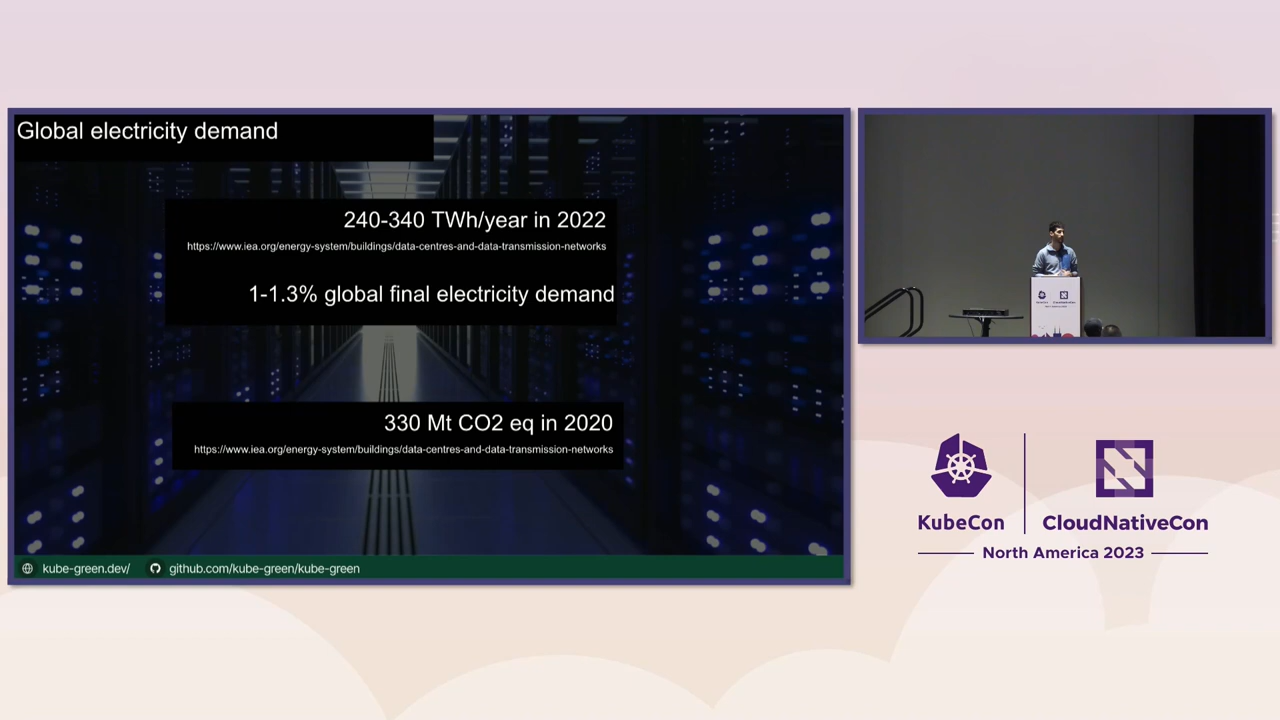 Global electricity demand
240-340 TWh/year in 2022
https://www.iea.org/energy-system/buildings/data-centres-and-data-transmission-networks
1-1.3% global final electricity demand
330 Mt CO2 eq in 2020
https://www.iea.org/energy-system/buildings/data-centres-and-data-transmission-networks
kube-green.dev/
github.com/kube-green/kube-green
KubeCon
CloudNativeCon
North America 2023